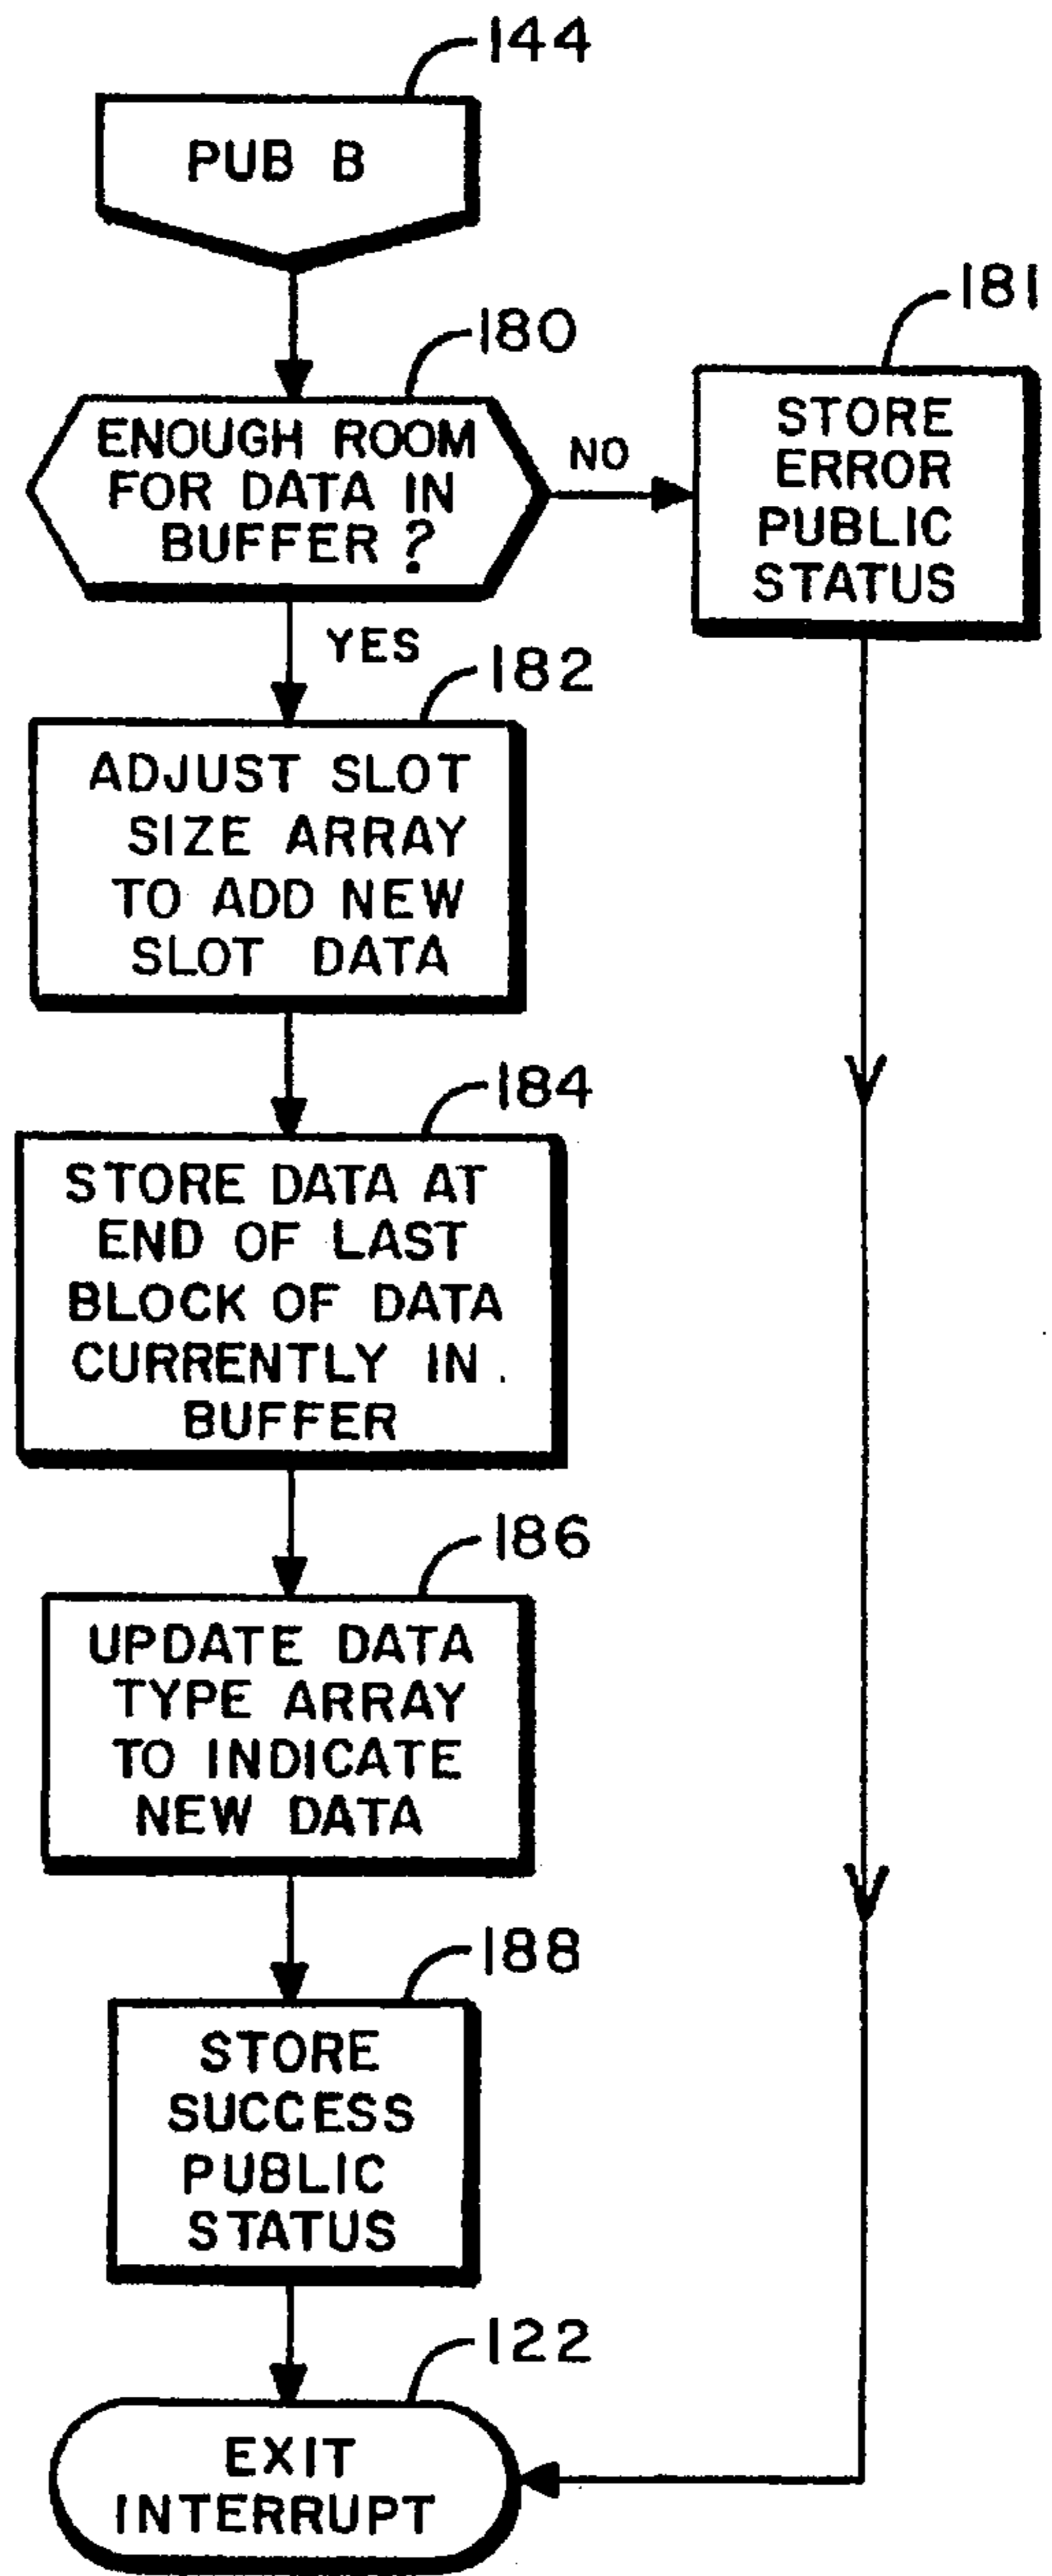 144
PUB B
180
ENOUGH ROOM
FOR DATA IN
BUFFER ?
NO
181
STORE
ERROR
PUBLIC
STATUS
YES
182
ADJUST SLOT
SIZE ARRAY
TO ADD NEW
SLOT DATA
184
STORE DATA AT
END OF LAST
BLOCK OF DATA
CURRENTLY IN
BUFFER
186
UPDATE DATA
TYPE ARRAY
TO INDICATE
NEW DATA
188
STORE
SUCCESS
PUBLIC
STATUS
122
EXIT
INTERRUPT